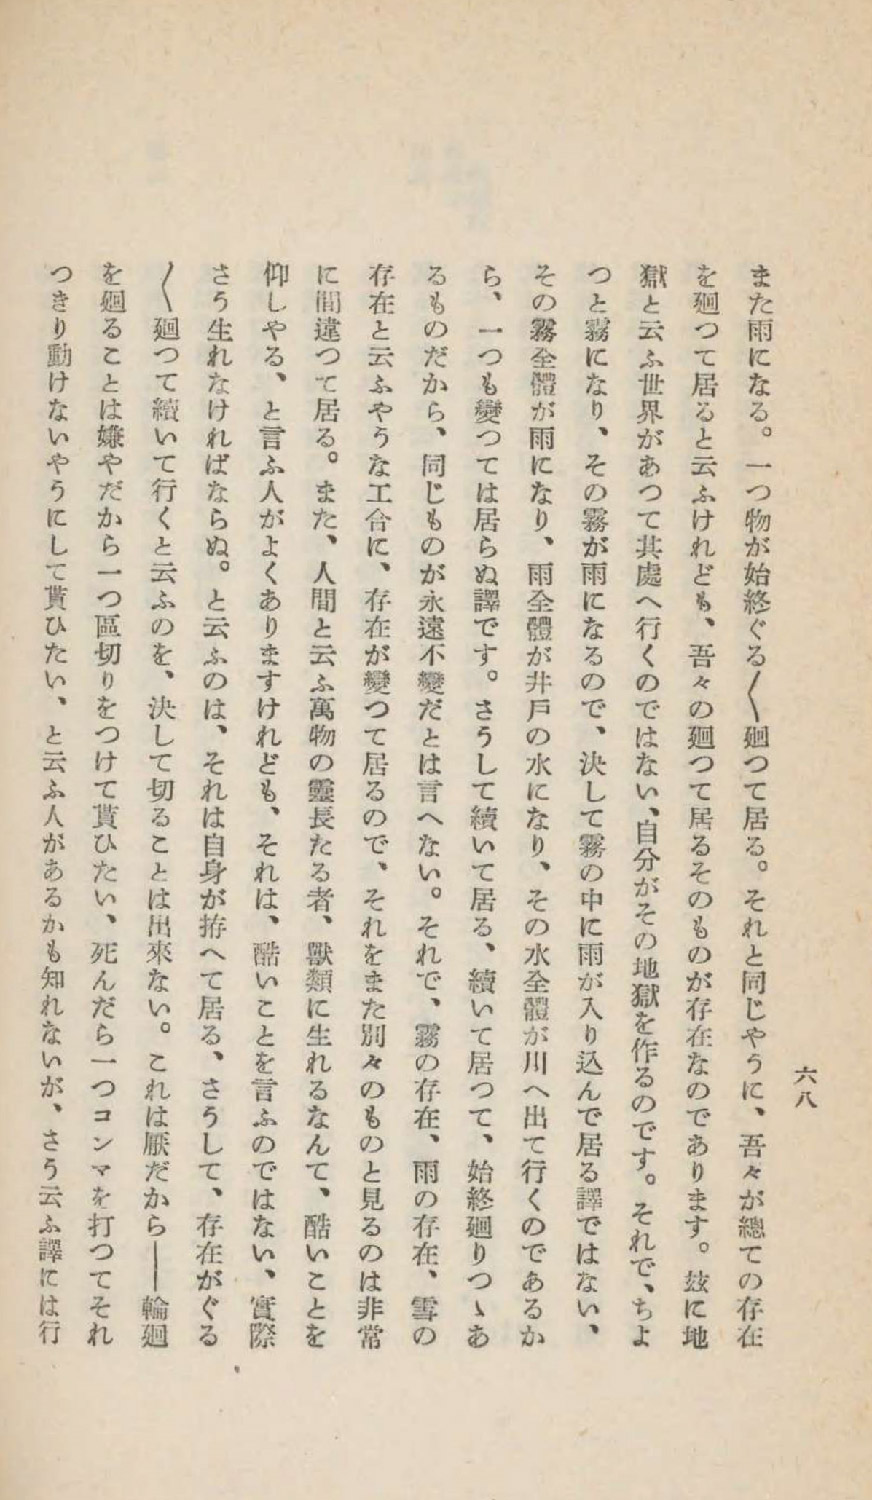 六八
また雨になる。一つ物が始終ぐる〱廻つて居る。それと同じやうに、吾々が總ての存在
を廻つて居ると云ふけれども、吾々の廻つて居るそのものが存在なのであります。玆に地
獄と云ふ世界があつて其處へ行くのではない、自分がその地獄を作るのです。それで、ちよ
つと霧になり、その霧が雨になるので、決して霧の中に雨が入り込んで居る譯ではない、
その霧全體が雨になり、雨全體が井戸の水になり、その水全體が川へ出て行くのであるか
ら、一つも變つては居らぬ譯です。さうして續いて居る、續いて居つて、始終廻りつゝあ
るものだから、同じものが永遠不變だとは言へない。それで、霧の存在、雨の存在、雪の
存在と云ふやうな工合に、存在が變つて居るので、それをまた別々のものと見るのは非常
に間違つて居る。また、人間と云ふ萬物の靈長たる者、獸類に生れるなんて、酷いことを
仰しやる、と言ふ人がよくありますけれども、それは、酷いことを言ふのではない、實際
さう生れなければならぬ。と云ふのは、それは自身が拵へて居る、さうして、存在がぐる
〱廻つて續いて行くと云ふのを、決して切ることは出來ない。これは厭だから――輪廻
を廻ることは嫌やだから一つ區切りをつけて貰ひたい、死んだら一つコンマを打つてそれ
つきり動けないやうにして貰ひたい、と云ふ人があるかも知れないが、さう云ふ譯には行